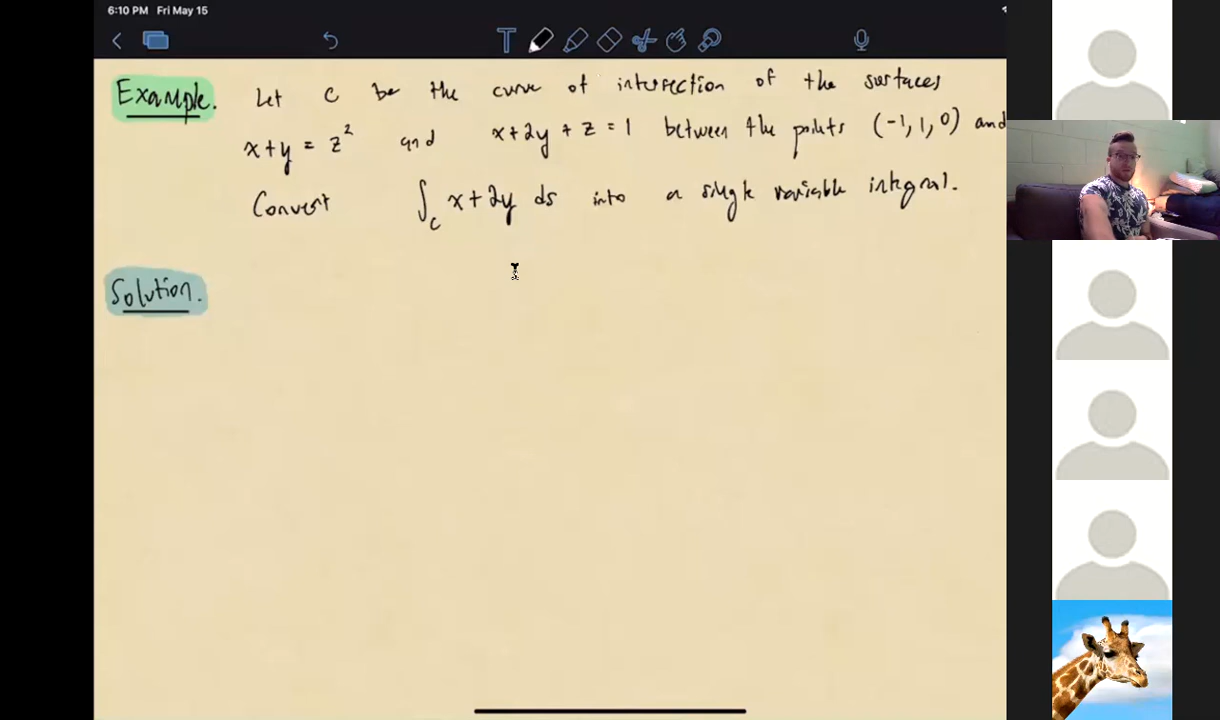 6:10 PM Fri May 15
Example. Let C be the curve of intersection of the surfaces
x+y = z² and x+2y+z = 1 between the points (-1, 1, 0) and
Convert ∫_C x+2y ds into a single variable integral.
Solution.